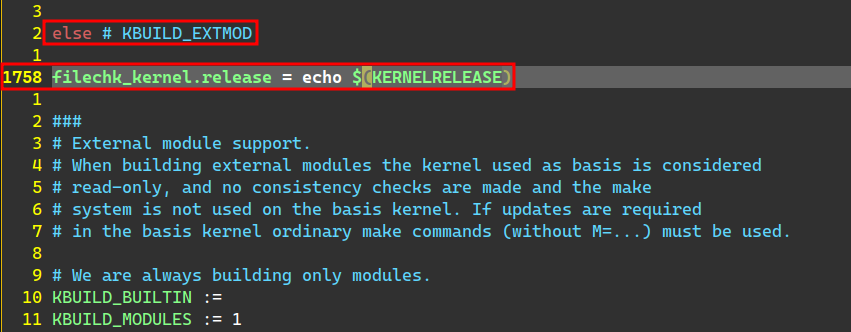 3
2 else # KBUILD_EXTMOD
1
1758 filechk_kernel.release = echo $(KERNELRELEASE)
1
2 ###
3 # External module support.
4 # When building external modules the kernel used as basis is considered
5 # read-only, and no consistency checks are made and the make
6 # system is not used on the basis kernel. If updates are required
7 # in the basis kernel ordinary make commands (without M=...) must be used.
8
9 # We are always building only modules.
10 KBUILD_BUILTIN :=
11 KBUILD_MODULES := 1